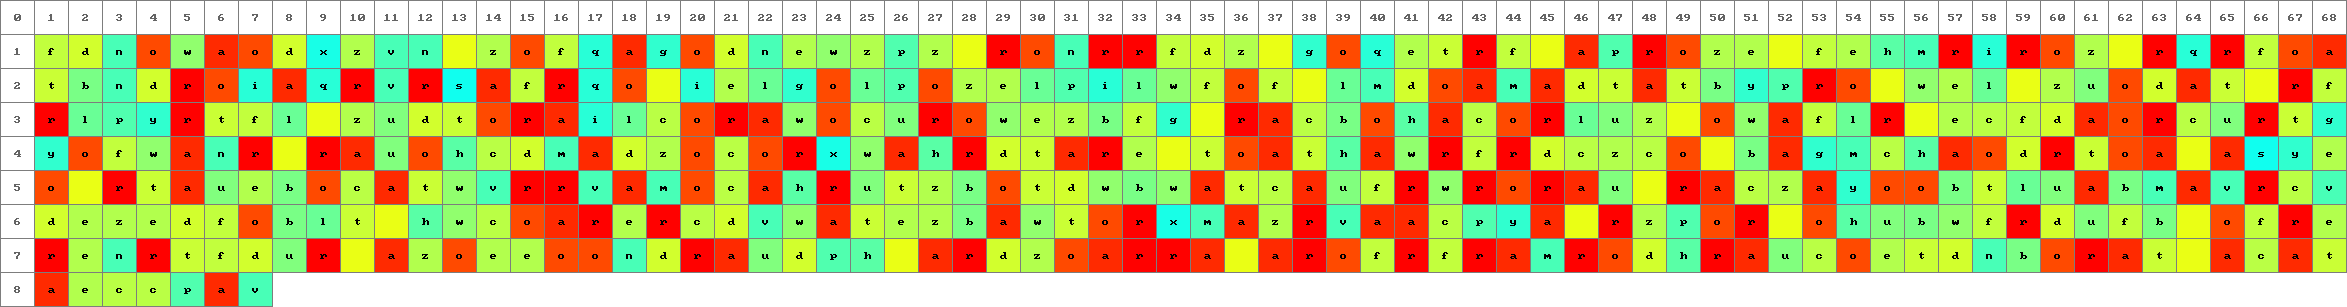 0 1 2 3 4 5 6 7 8 9 10 11 12 13 14 15 16 17 18 19 20 21 22 23 24 25 26 27 28 29 30 31 32 33 34 35 36 37 38 39 40 41 42 43 44 45 46 47 48 49 50 51 52 53 54 55 56 57 58 59 60 61 62 63 64 65 66 67 68
1 f d n o w a o d x z v n z o f q a g o d n e w z p z r o n r r f d z g o q e t r f a p r o z e f e h m r i r o z r q r f o a
2 t b n d r o i a q r v r s a f r q o i e l g o l p o z e l p i l w f o f l m d o a m a d t a t b y p r o w e l z u o d a t r f
3 r l p y r t f l z u d t o r a i l c o r a w o c u r o w e z b f g r a c b o h a c o r l u z o w a f l r e c f d a o r c u r t g
4 y o f w a n r r a u o h c d m a d z o c o r x w a h r d t a r e t o a t h a w r f r d c z c o b a g m c h a o d r t o a a s y e
5 o r t a u e b o c a t w v r r v a m o c a h r u t z b o t d w b w a t c a u f r w r o r a u r a c z a y o o b t l u a b m a v r c v
6 d e z e d f o b l t h w c o a r e r c d v w a t e z b a w t o r x m a z r v a a c p y a r z p o r o h u b w f r d u f b o f r e
7 r e n r t f d u r a z o e e o o n d r a u d p h a r d z o a r r a a r o f r f r a m r o d h r a u c o e t d n b o r a t a c a t
8 a e c c p a v